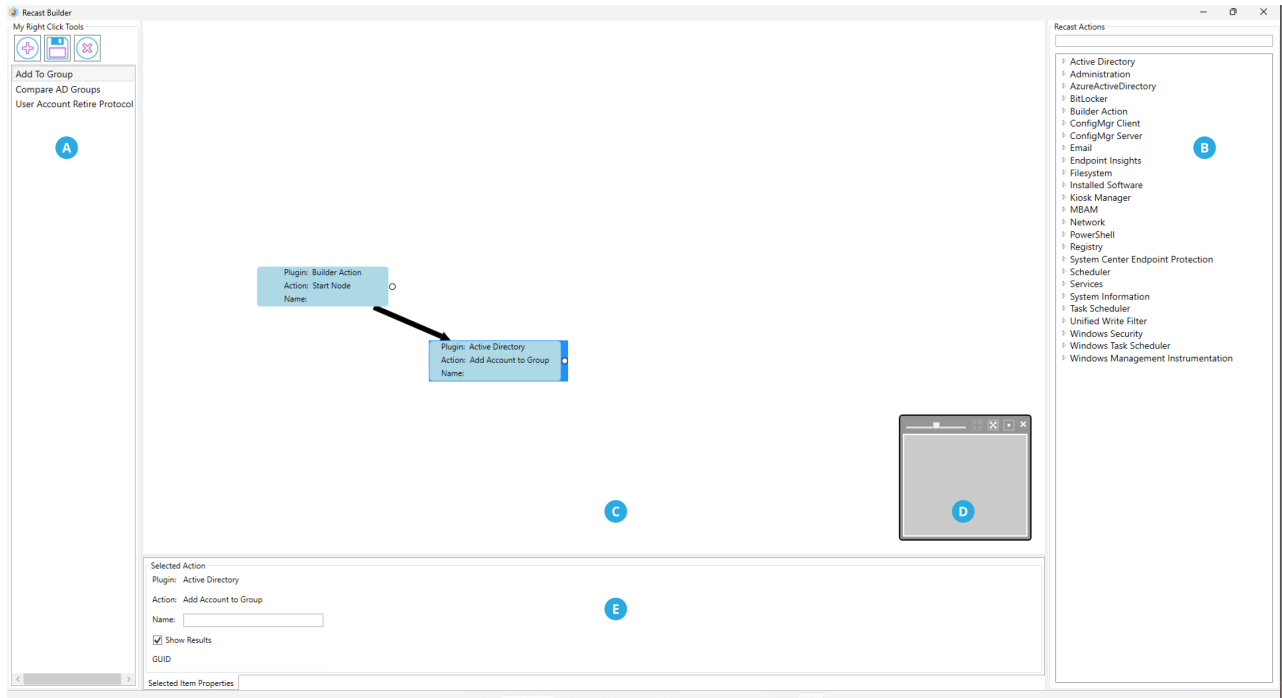 Recast Builder
My Right Click Tools
Add To Group
Compare AD Groups
User Account Retire Protocol
A
Plugin: Builder Action
Action: Start Node
Name:
Plugin: Active Directory
Action: Add Account to Group
Name:
C
D
Selected Action
Plugin: Active Directory
Action: Add Account to Group
Name:
Show Results
GUID
E
Selected Item Properties
Recast Actions
Active Directory
Administration
AzureActiveDirectory
BitLocker
Builder Action
ConfigMgr Client
ConfigMgr Server
Email
B
Endpoint Insights
Filesystem
Installed Software
Kiosk Manager
MBAM
Network
PowerShell
Registry
System Center Endpoint Protection
Scheduler
Services
System Information
Task Scheduler
Unified Write Filter
Windows Security
Windows Task Scheduler
Windows Management Instrumentation